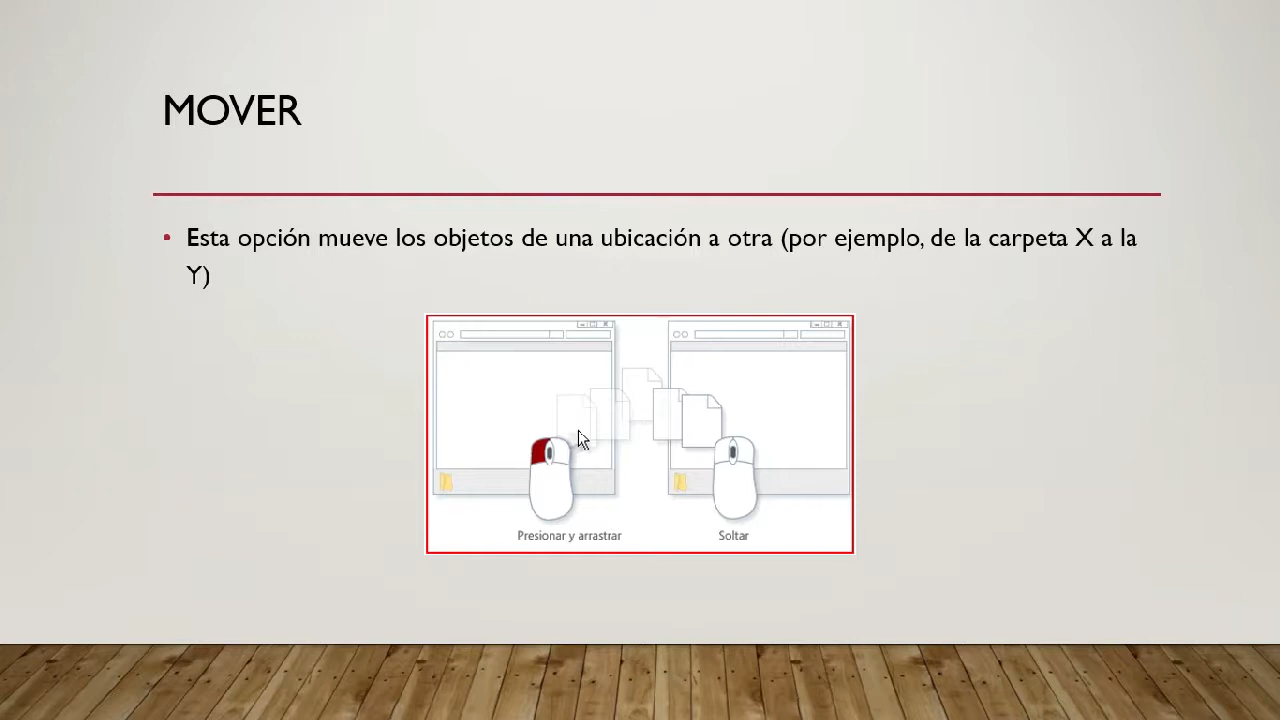 MOVER
• Esta opción mueve los objetos de una ubicación a otra (por ejemplo, de la carpeta X a la
Y)
Presionar y arrastrar
Soltar